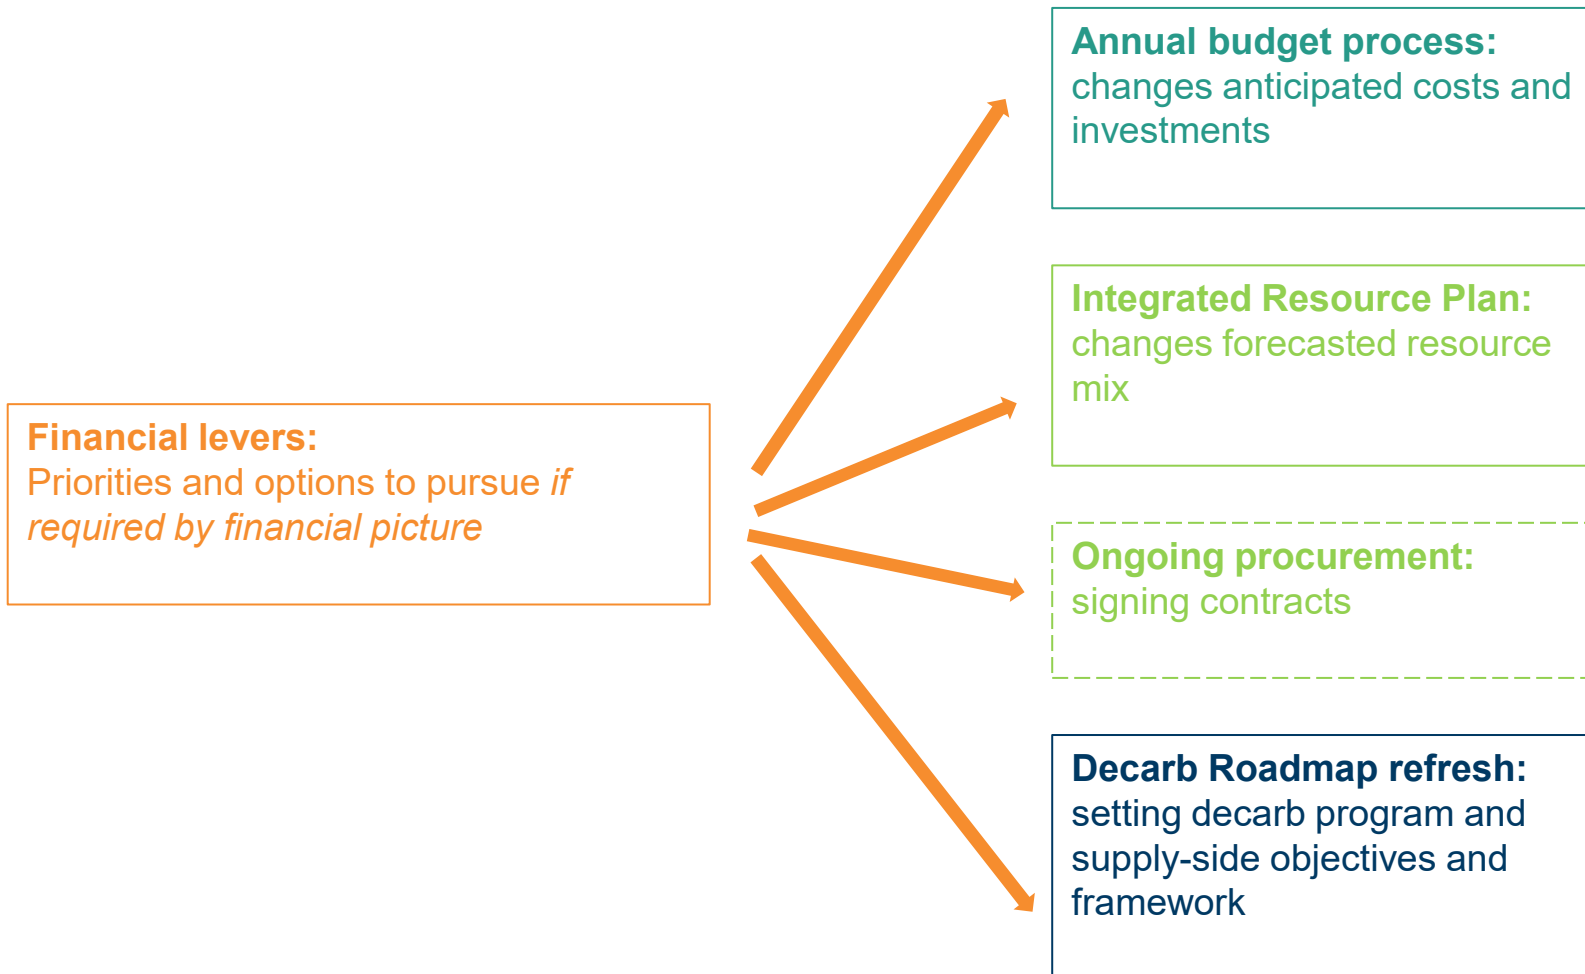 Annual budget process:
changes anticipated costs and
investments
Integrated Resource Plan:
changes forecasted resource
mix
Financial levers:
Priorities and options to pursue if
required by financial picture
Ongoing procurement:
signing contracts
Decarb Roadmap refresh:
setting decarb program and
supply-side objectives and
framework